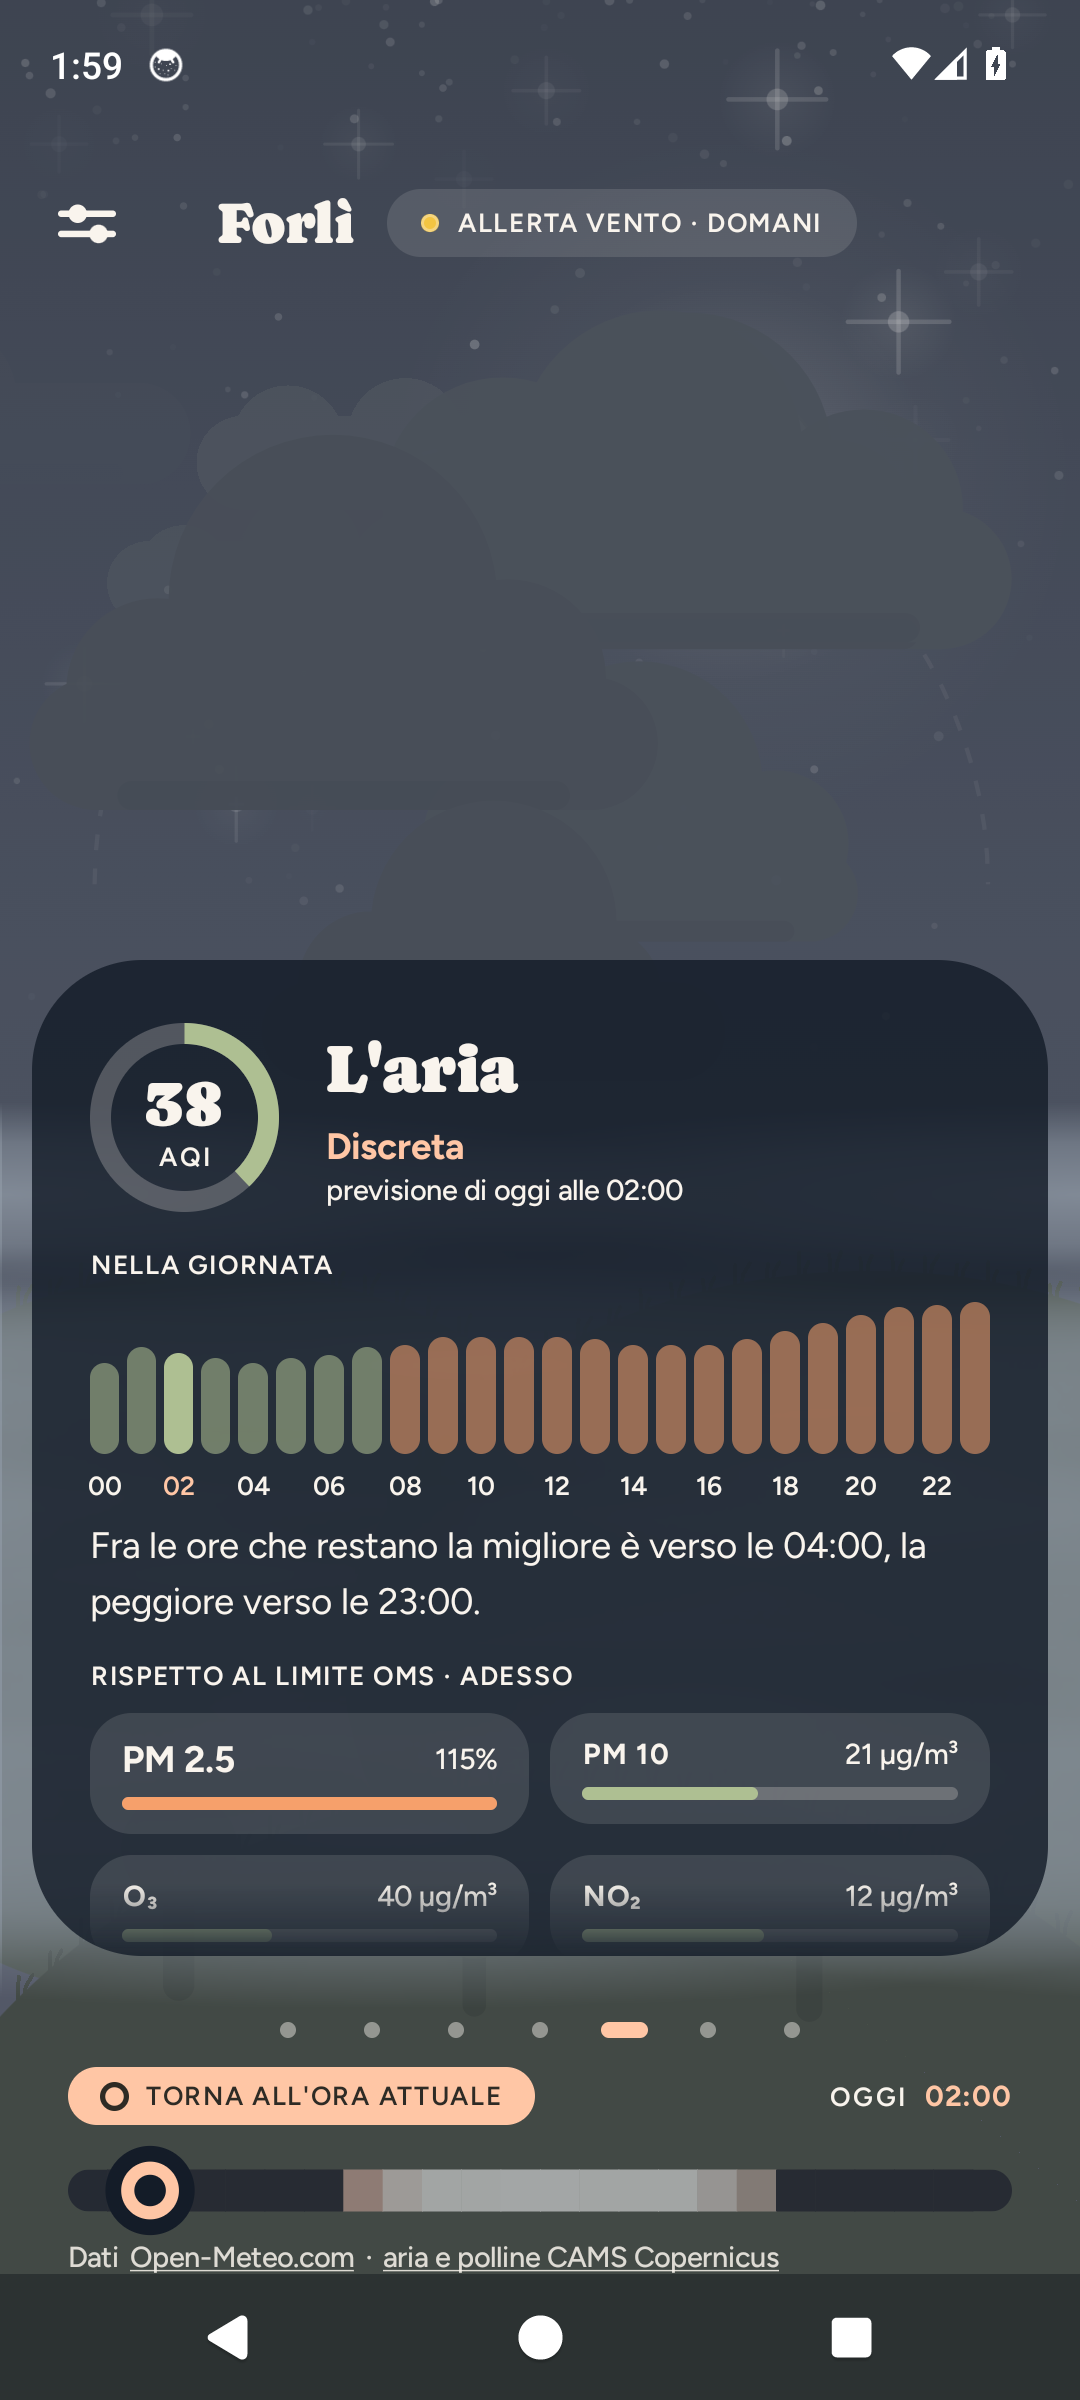 1:59
Forlì
ALLERTA VENTO · DOMANI
38
AQI
L'aria
Discreta
previsione di oggi alle 02:00
NELLA GIORNATA
00 02 04 06 08 10 12 14 16 18 20 22
Fra le ore che restano la migliore è verso le 04:00, la
peggiore verso le 23:00.
RISPETTO AL LIMITE OMS · ADESSO
PM 2.5 115%
PM 10 21 µg/m³
O₃ 40 µg/m³
NO₂ 12 µg/m³
TORNA ALL'ORA ATTUALE
OGGI 02:00
Dati Open-Meteo.com · aria e polline CAMS Copernicus